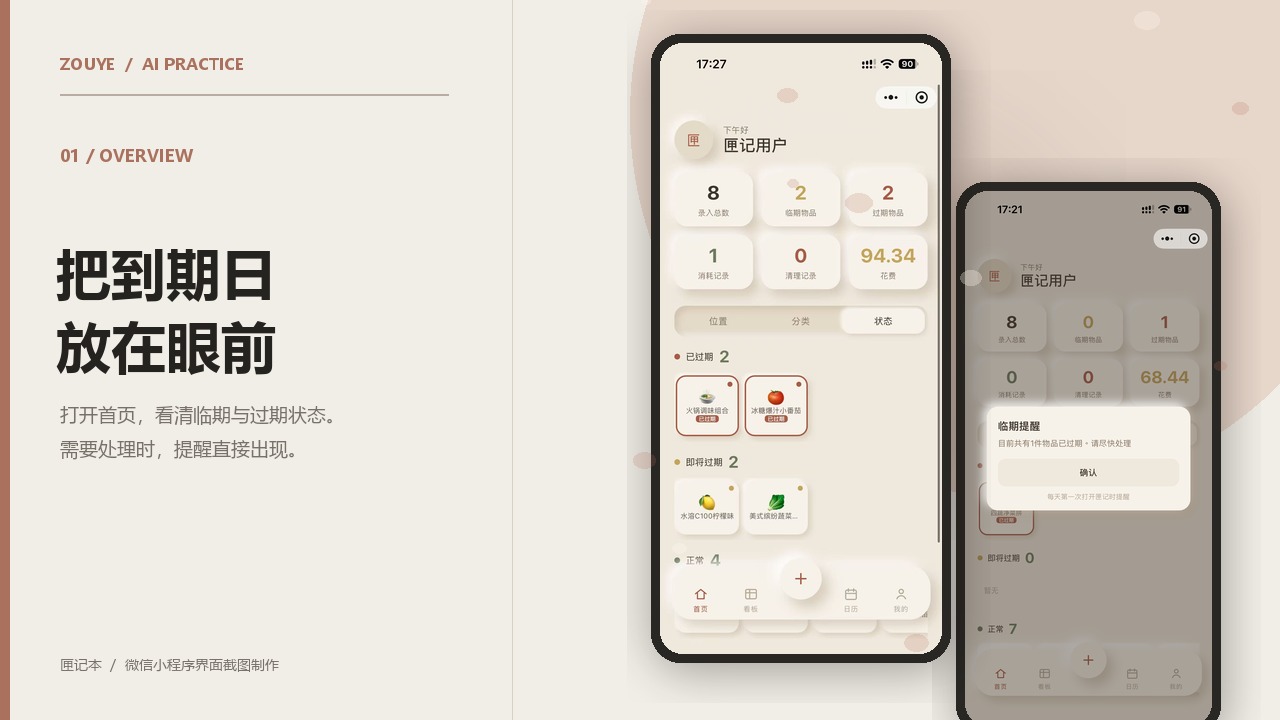 ZOUYE / AI PRACTICE
01 / OVERVIEW
把到期日
放在眼前
打开首页，看清临期与过期状态。
需要处理时，提醒直接出现。
匣记本 / 微信小程序界面截图制作
17:27
90
匣
下午好
匣记用户
8
2
2
录入总数
临期物品
过期物品
1
0
94.34
消耗记录
清理记录
花费
位置
分类
状态
已过期 2
火锅调味组合
已过期
冰糖爆汁小番茄
已过期
即将过期 2
水溶C100柠檬味
美式缤纷蔬菜...
正常 4
首页
看板
+
日历
我的
17:21
91
匣
下午好
匣记用户
8
0
1
录入总数
临期物品
过期物品
0
0
68.44
消耗记录
清理记录
花费
临期提醒
目前共有1件物品已过期，请尽快处理
确认
每天第一次打开匣记时提醒
已过期
即将过期 0
暂无
正常 7
首页
看板
+
日历
我的